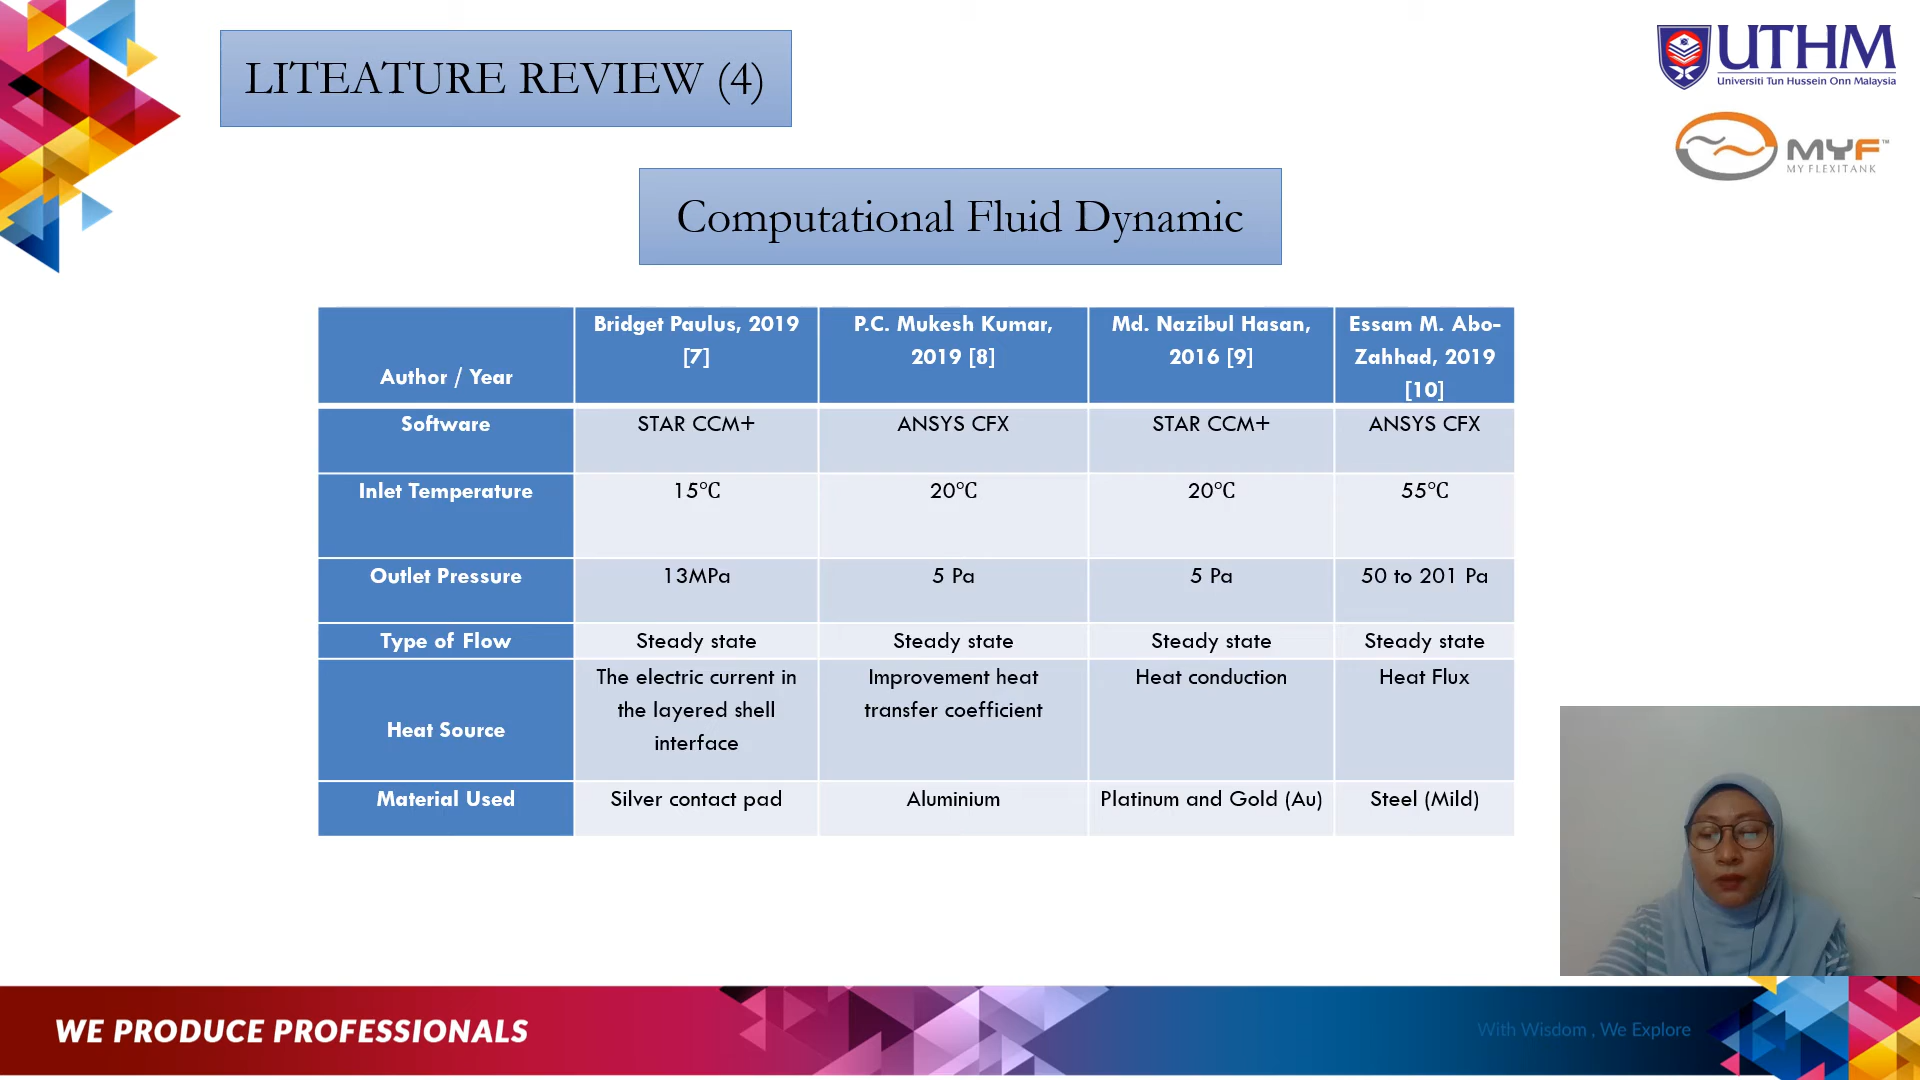 LITEATURE REVIEW (4)
UTHM
Universiti Tun Hussein Onn Malaysia
MYF™
MY FLEXITANK
Computational Fluid Dynamic
Author / Year
Bridget Paulus, 2019
[7]
P.C. Mukesh Kumar,
2019 [8]
Md. Nazibul Hasan,
2016 [9]
Essam M. Abo-
Zahhad, 2019
[10]
Software
STAR CCM+
ANSYS CFX
STAR CCM+
ANSYS CFX
Inlet Temperature
15℃
20℃
20℃
55℃
Outlet Pressure
13MPa
5 Pa
5 Pa
50 to 201 Pa
Type of Flow
Steady state
Steady state
Steady state
Steady state
Heat Source
The electric current in
the layered shell
interface
Improvement heat
transfer coefficient
Heat conduction
Heat Flux
Material Used
Silver contact pad
Aluminium
Platinum and Gold (Au)
Steel (Mild)
WE PRODUCE PROFESSIONALS
With Wisdom , We Explore